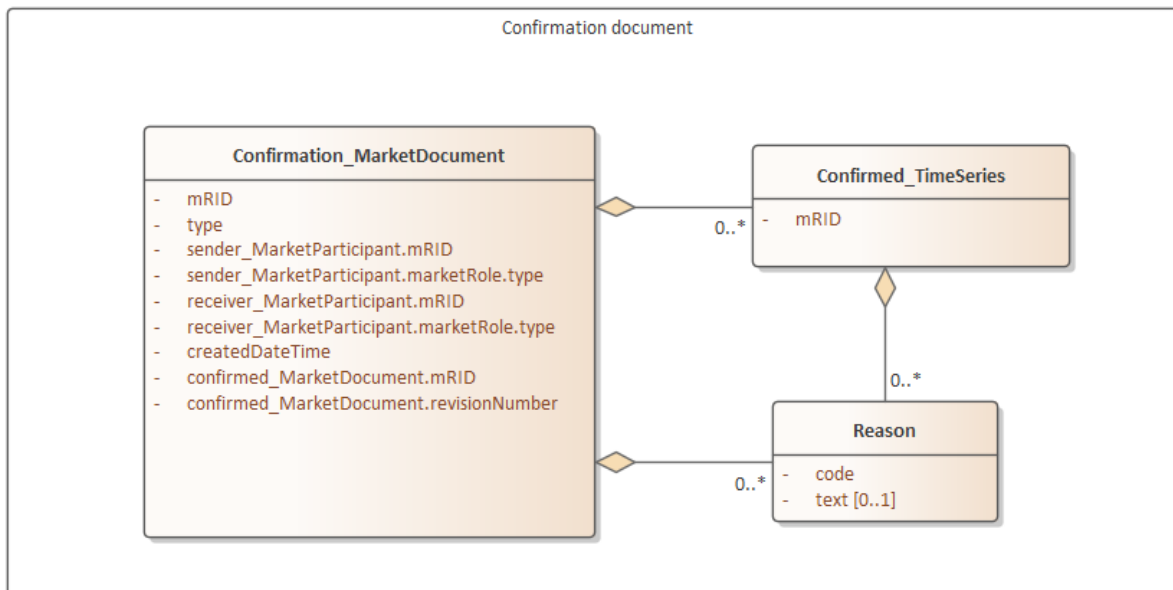 Confirmation document
Confirmation_MarketDocument
- mRID
- type
- sender_MarketParticipant.mRID
- sender_MarketParticipant.marketRole.type
- receiver_MarketParticipant.mRID
- receiver_MarketParticipant.marketRole.type
- createdDateTime
- confirmed_MarketDocument.mRID
- confirmed_MarketDocument.revisionNumber
0..*
Confirmed_TimeSeries
- mRID
0..*
0..*
Reason
- code
- text [0..1]